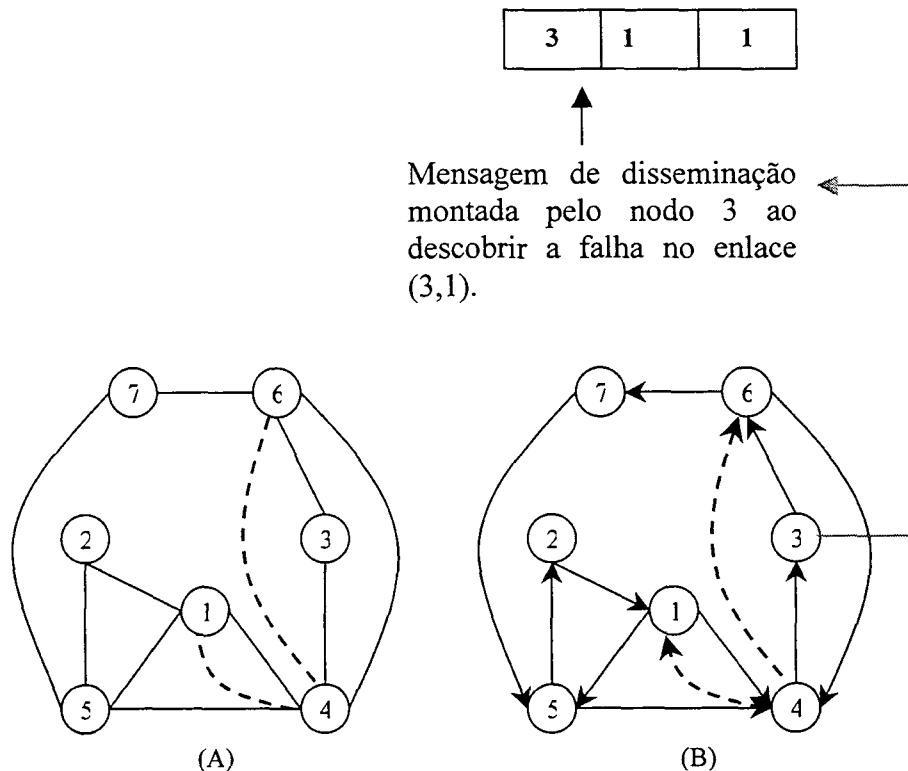 3 1 1
Mensagem de disseminação
montada pelo nodo 3 ao
descobrir a falha no enlace
(3,1).
7 6 7 6
2 3 2 3
1 1
5 4 5 4
(A) (B)